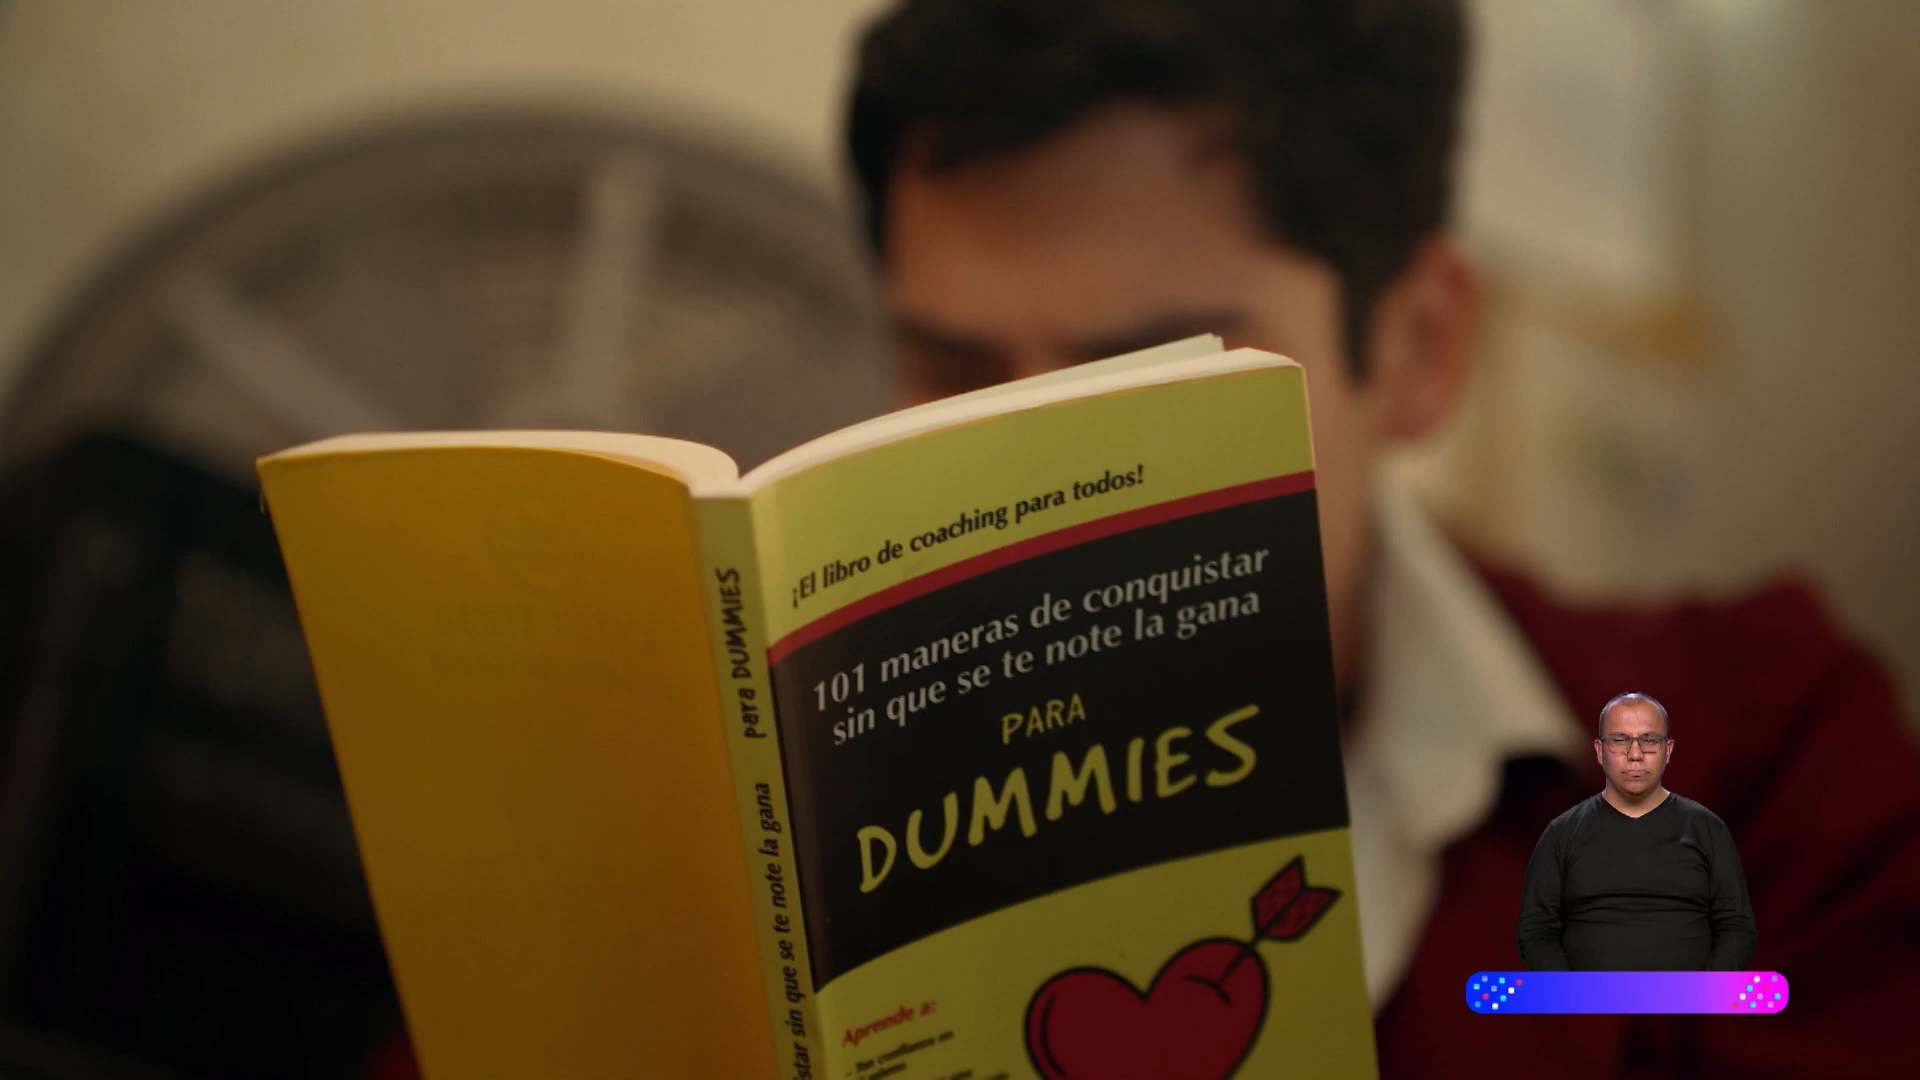 ¡El libro de coaching para todos!
101 maneras de conquistar
sin que se te note la gana
PARA
DUMMIES
Aprende a:
para DUMMIES
star sin que se te note la gana